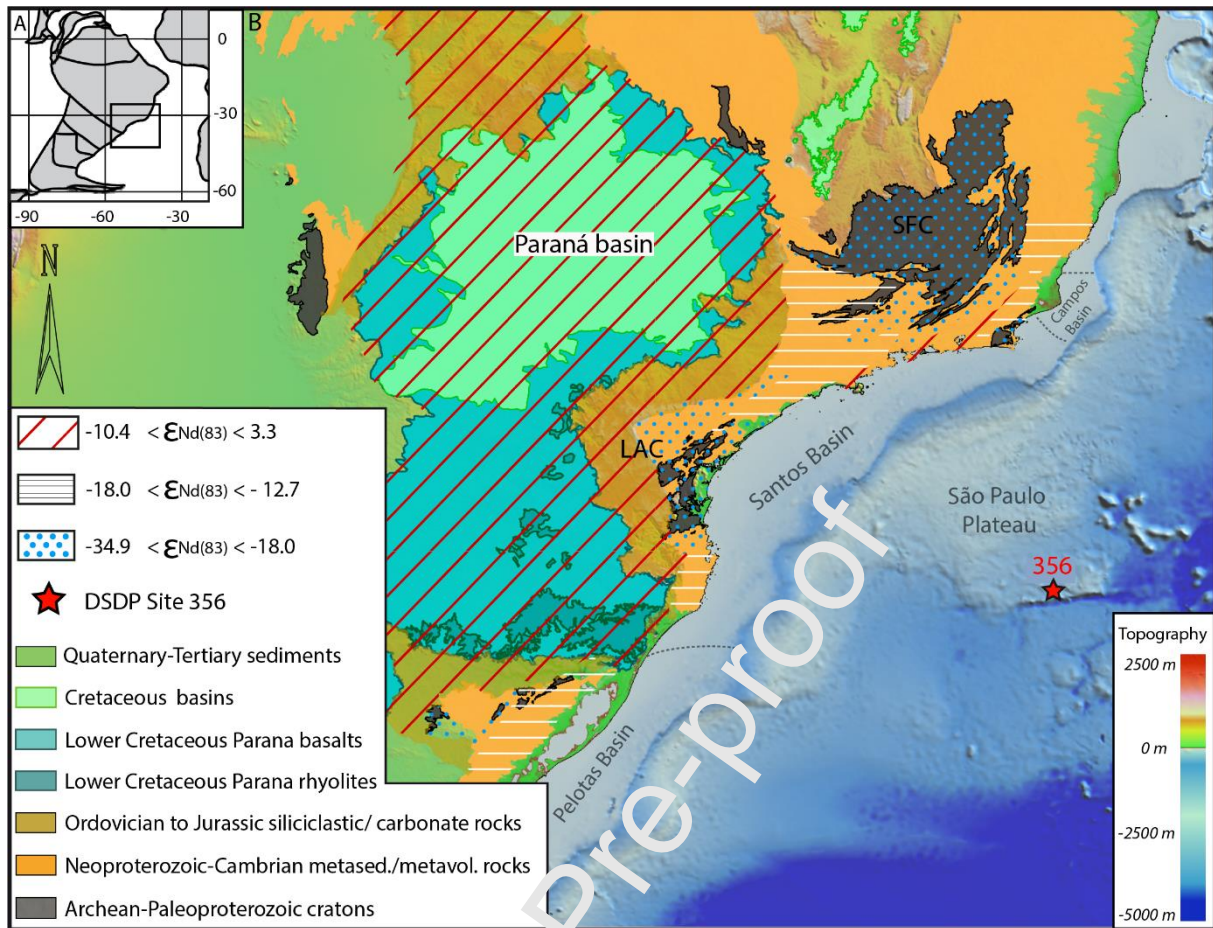 A
0
-30
-60
-90
-60
-30
B
N
Paraná basin
SFC
LAC
Campos
Basin
Santos Basin
São Paulo
Plateau
356
Pelotas Basin
Pre-proof
-10.4 < εNd(83) < 3.3
-18.0 < εNd(83) < - 12.7
-34.9 < εNd(83) < -18.0
DSDP Site 356
Quaternary-Tertiary sediments
Cretaceous basins
Lower Cretaceous Parana basalts
Lower Cretaceous Parana rhyolites
Ordovician to Jurassic siliciclastic/ carbonate rocks
Neoproterozoic-Cambrian metased./metavol. rocks
Archean-Paleoproterozoic cratons
Topography
2500 m
0 m
-2500 m
-5000 m